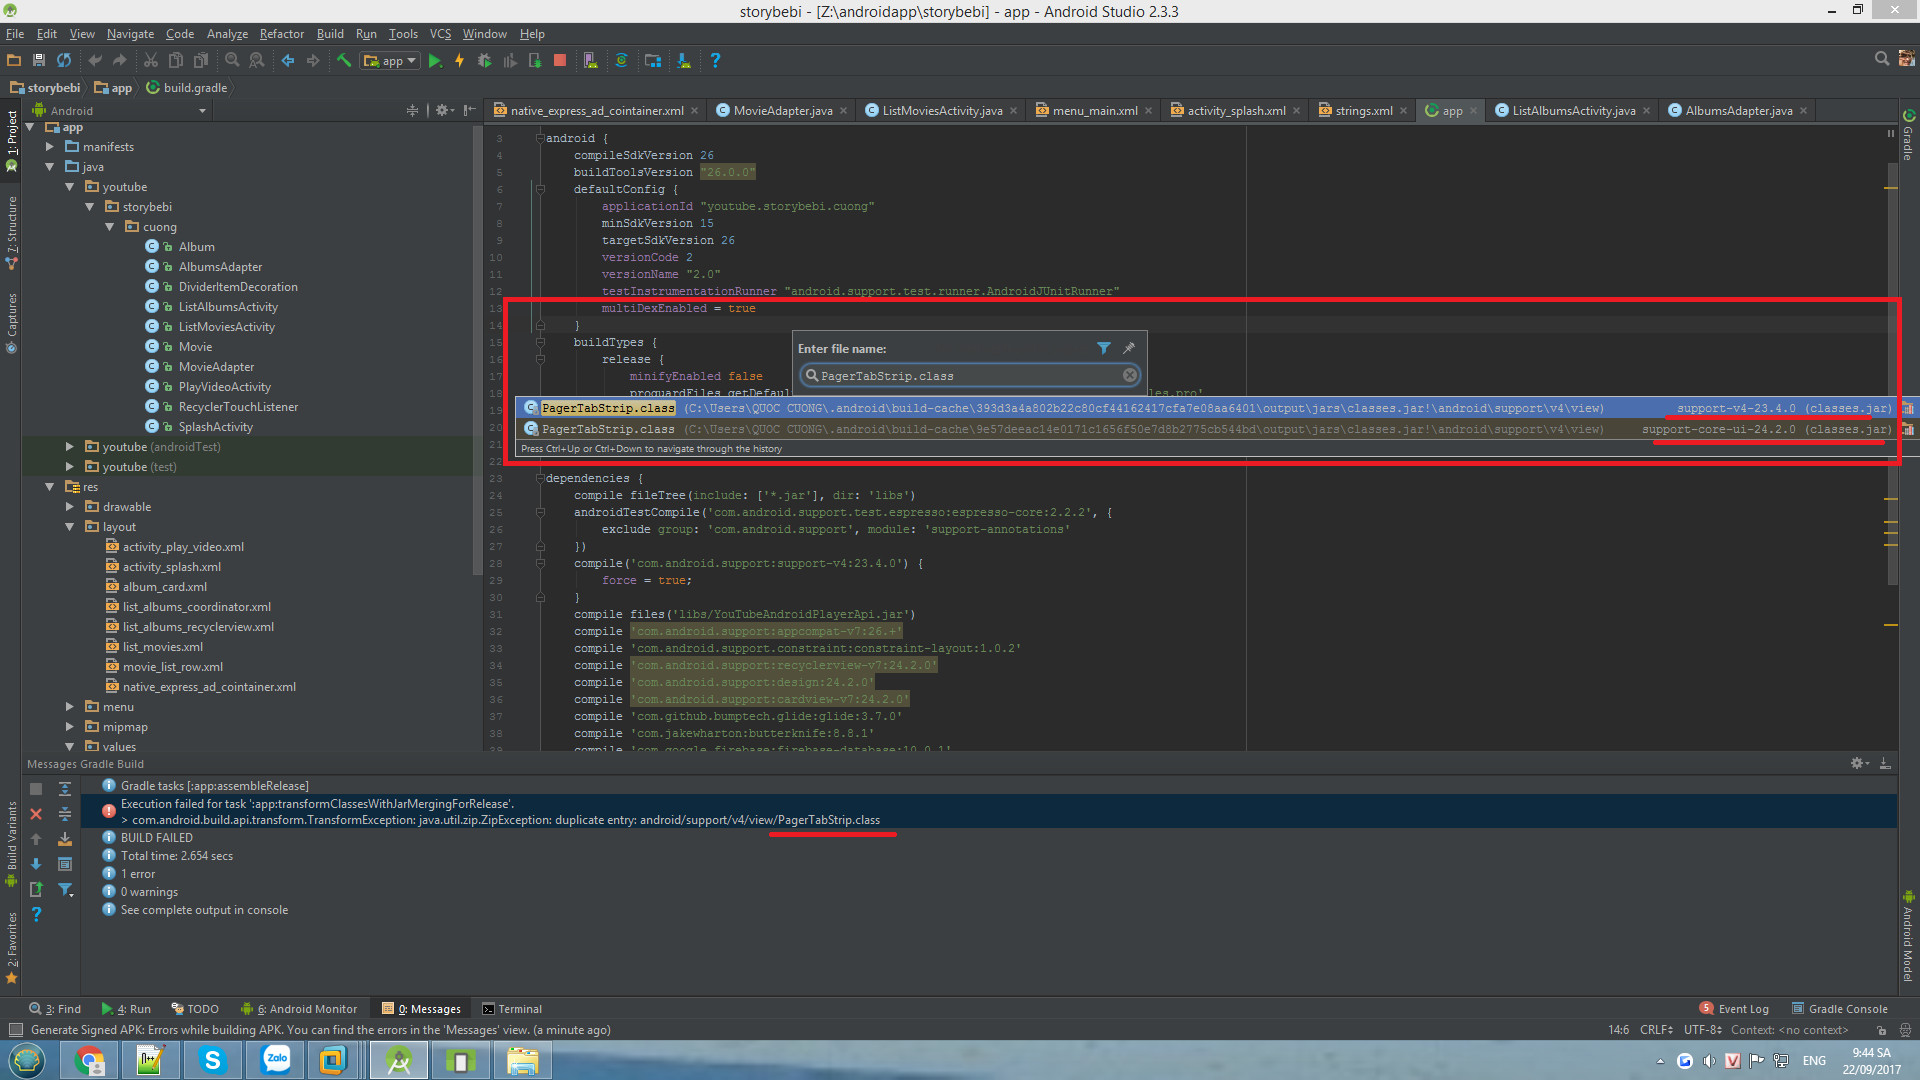 storybebi - [Z:\androidapp\storybebi] - app - Android Studio 2.3.3
File Edit View Navigate Code Analyze Refactor Build Run Tools VCS Window Help
app
storybebi app build.gradle
Android
native_express_ad_cointainer.xml MovieAdapter.java ListMoviesActivity.java menu_main.xml activity_splash.xml strings.xml app ListAlbumsActivity.java AlbumsAdapter.java
1: Project
Z: Structure
Captures
Build Variants
2: Favorites
app
manifests
java
youtube
storybebi
cuong
Album
AlbumsAdapter
DividerItemDecoration
ListAlbumsActivity
ListMoviesActivity
Movie
MovieAdapter
PlayVideoActivity
RecyclerTouchListener
SplashActivity
youtube (androidTest)
youtube (test)
res
drawable
layout
activity_play_video.xml
activity_splash.xml
album_card.xml
list_albums_coordinator.xml
list_albums_recyclerview.xml
list_movies.xml
movie_list_row.xml
native_express_ad_cointainer.xml
menu
mipmap
values
3 android {
4 compileSdkVersion 26
5 buildToolsVersion "26.0.0"
6 defaultConfig {
7 applicationId "youtube.storybebi.cuong"
8 minSdkVersion 15
9 targetSdkVersion 26
10 versionCode 2
11 versionName "2.0"
12 testInstrumentationRunner "android.support.test.runner.AndroidJUnitRunner"
13 multiDexEnabled = true
14 }
15 buildTypes {
16 release {
17 minifyEnabled false
18 proguardFiles getDefau les.pro'
Enter file name:
PagerTabStrip.class
19 PagerTabStrip.class (C:\Users\QUOC CUONG\.android\build-cache\393d3a4a802b22c80cf44162417cfa7e08aa6401\output\jars\classes.jar!\android\support\v4\view) support-v4-23.4.0 (classes.jar)
20 PagerTabStrip.class (C:\Users\QUOC CUONG\.android\build-cache\9e57deeac14e0171c1656f50e7d8b2775cb544bd\output\jars\classes.jar!\android\support\v4\view) support-core-ui-24.2.0 (classes.jar)
21 Press Ctrl+Up or Ctrl+Down to navigate through the history
22
23 dependencies {
24 compile fileTree(include: ['*.jar'], dir: 'libs')
25 androidTestCompile('com.android.support.test.espresso:espresso-core:2.2.2', {
26 exclude group: 'com.android.support', module: 'support-annotations'
27 })
28 compile('com.android.support:support-v4:23.4.0') {
29 force = true;
30 }
31 compile files('libs/YouTubeAndroidPlayerApi.jar')
32 compile 'com.android.support:appcompat-v7:26.+'
33 compile 'com.android.support.constraint:constraint-layout:1.0.2'
34 compile 'com.android.support:recyclerview-v7:24.2.0'
35 compile 'com.android.support:design:24.2.0'
36 compile 'com.android.support:cardview-v7:24.2.0'
37 compile 'com.github.bumptech.glide:glide:3.7.0'
38 compile 'com.jakewharton:butterknife:8.8.1'
39 compile 'com.google.firebase:firebase-database:10.0.1'
Gradle
Android Model
Messages Gradle Build
Gradle tasks [:app:assembleRelease]
Execution failed for task ':app:transformClassesWithJarMergingForRelease'.
> com.android.build.api.transform.TransformException: java.util.zip.ZipException: duplicate entry: android/support/v4/view/PagerTabStrip.class
BUILD FAILED
Total time: 2.654 secs
1 error
0 warnings
See complete output in console
3: Find 4: Run TODO 6: Android Monitor 0: Messages Terminal 5 Event Log Gradle Console
Generate Signed APK: Errors while building APK. You can find the errors in the 'Messages' view. (a minute ago) 14:6 CRLF UTF-8 Context: <no context>
Zalo
ENG
9:44 SA
22/09/2017